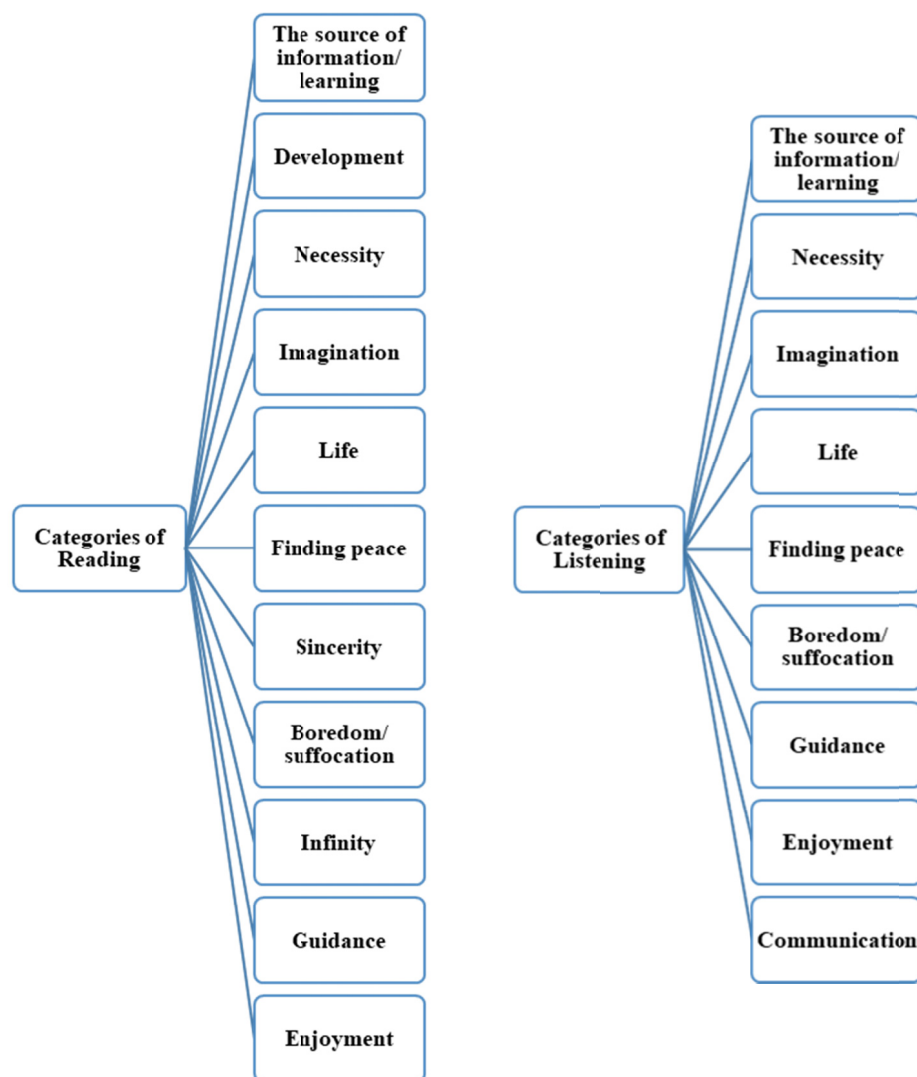 The source of
information/
learning
Development
Necessity
Imagination
Life
Categories of
Reading
Finding peace
Sincerity
Boredom/
suffocation
Infinity
Guidance
Enjoyment
The source of
information/
learning
Necessity
Imagination
Life
Categories of
Listening
Finding peace
Boredom/
suffocation
Guidance
Enjoyment
Communication